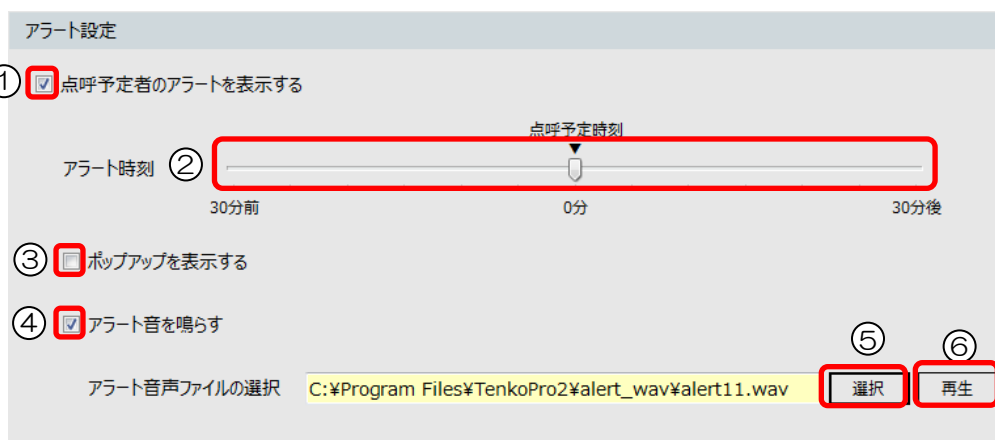 アラート設定
① 点呼予定者のアラートを表示する
点呼予定時刻
▼
アラート時刻 ②
30分前 0分 30分後
③ ポップアップを表示する
④ アラート音を鳴らす
⑤ ⑥
アラート音声ファイルの選択 C:¥Program Files¥TenkoPro2¥alert_wav¥alert11.wav 選択 再生